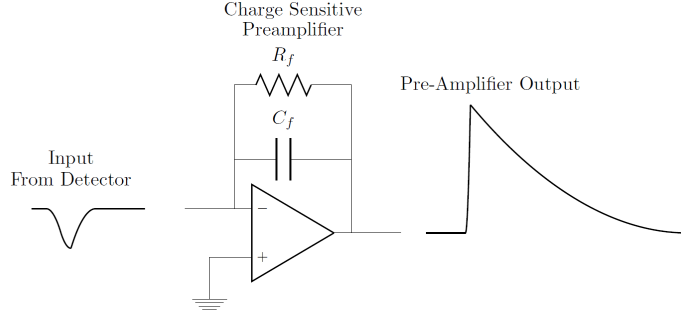 Charge Sensitive
Preamplifier
R_f
Pre-Amplifier Output
C_f
Input
From Detector
−
+